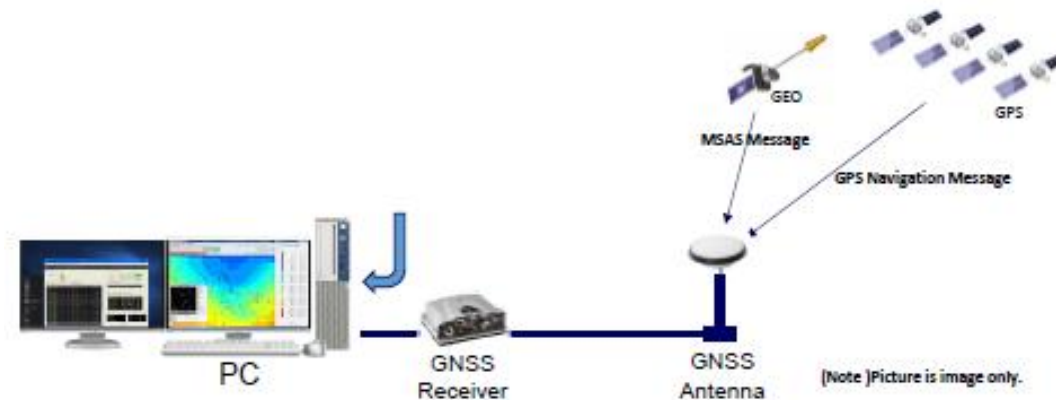 GEO
GPS
MSAS Message
GPS Navigation Message
PC
GNSS
Receiver
GNSS
Antenna
(Note )Picture is image only.